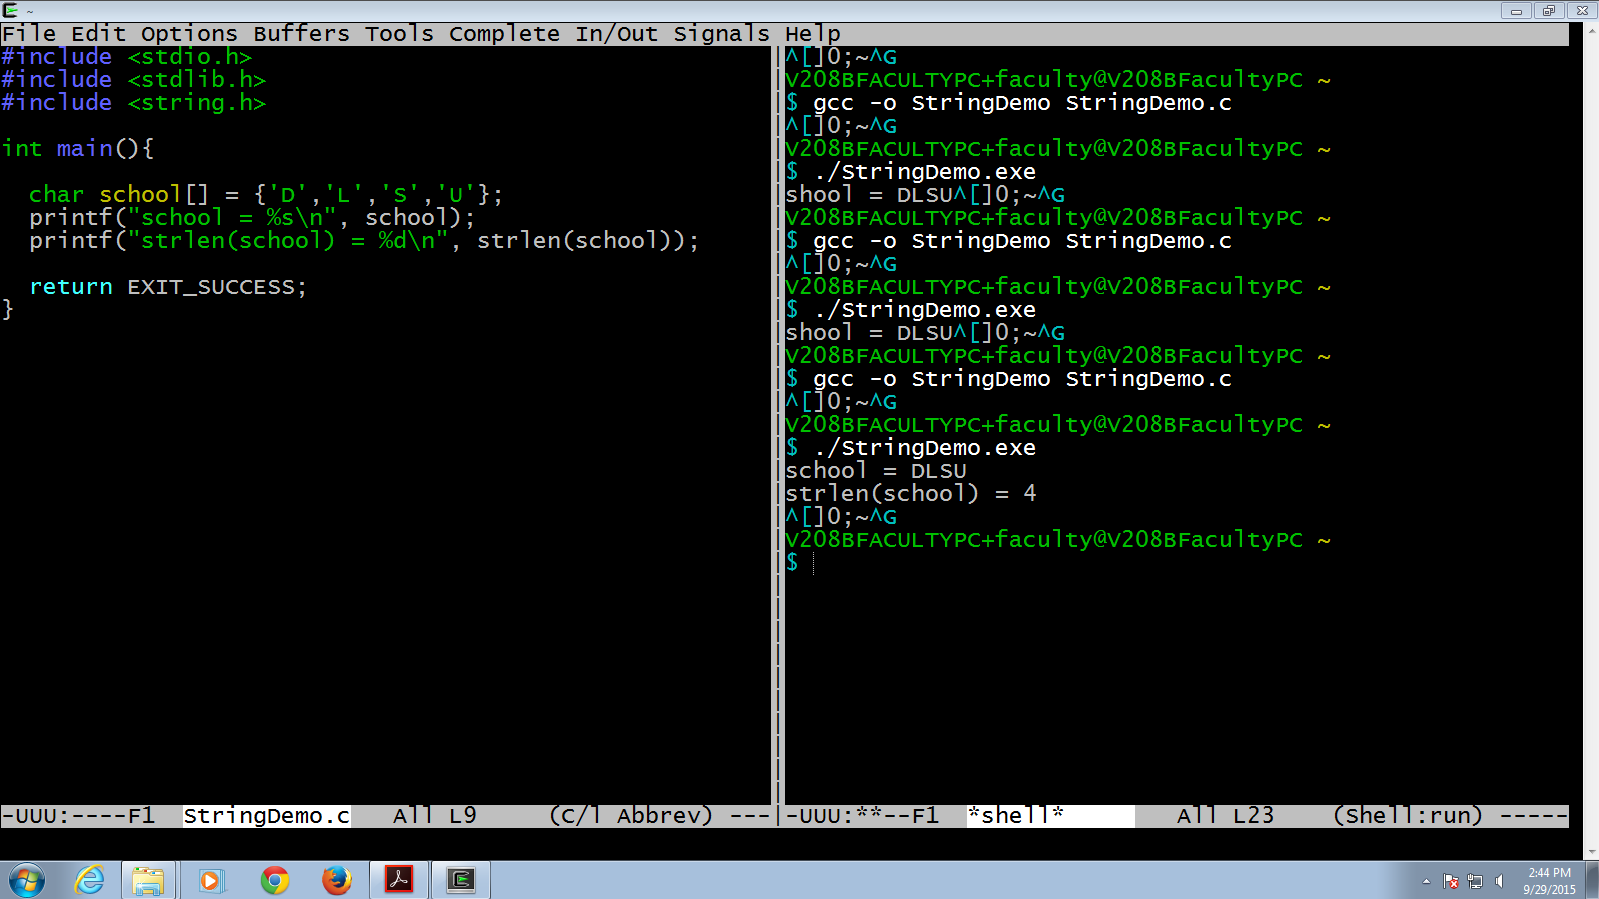 ~
File Edit Options Buffers Tools Complete In/Out Signals Help
#include <stdio.h>
#include <stdlib.h>
#include <string.h>
int main(){
char school[] = {'D','L','S','U'};
printf("school = %s\n", school);
printf("strlen(school) = %d\n", strlen(school));
return EXIT_SUCCESS;
}
-UUU:----F1 StringDemo.c All L9 (C/l Abbrev) ---
^[]0;~^G
V208BFACULTYPC+faculty@V208BFacultyPC ~
$ gcc -o StringDemo StringDemo.c
^[]0;~^G
V208BFACULTYPC+faculty@V208BFacultyPC ~
$ ./StringDemo.exe
shool = DLSU^[]0;~^G
V208BFACULTYPC+faculty@V208BFacultyPC ~
$ gcc -o StringDemo StringDemo.c
^[]0;~^G
V208BFACULTYPC+faculty@V208BFacultyPC ~
$ ./StringDemo.exe
shool = DLSU^[]0;~^G
V208BFACULTYPC+faculty@V208BFacultyPC ~
$ gcc -o StringDemo StringDemo.c
^[]0;~^G
V208BFACULTYPC+faculty@V208BFacultyPC ~
$ ./StringDemo.exe
school = DLSU
strlen(school) = 4
^[]0;~^G
V208BFACULTYPC+faculty@V208BFacultyPC ~
$
-UUU:**--F1 *shell* All L23 (Shell:run) -----
2:44 PM
9/29/2015